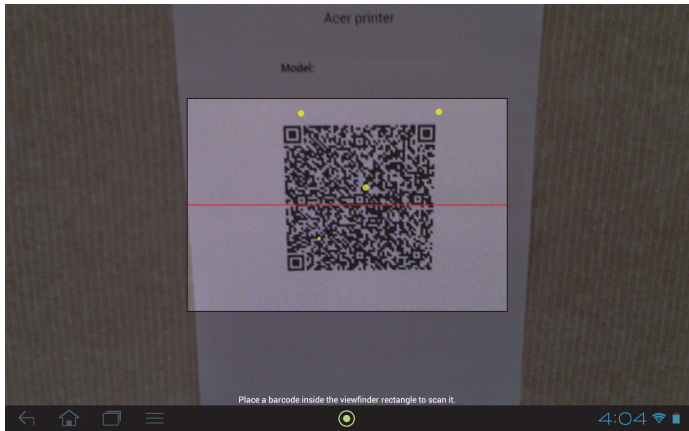 Acer printer
Model:
Place a barcode inside the viewfinder rectangle to scan it.
4:04